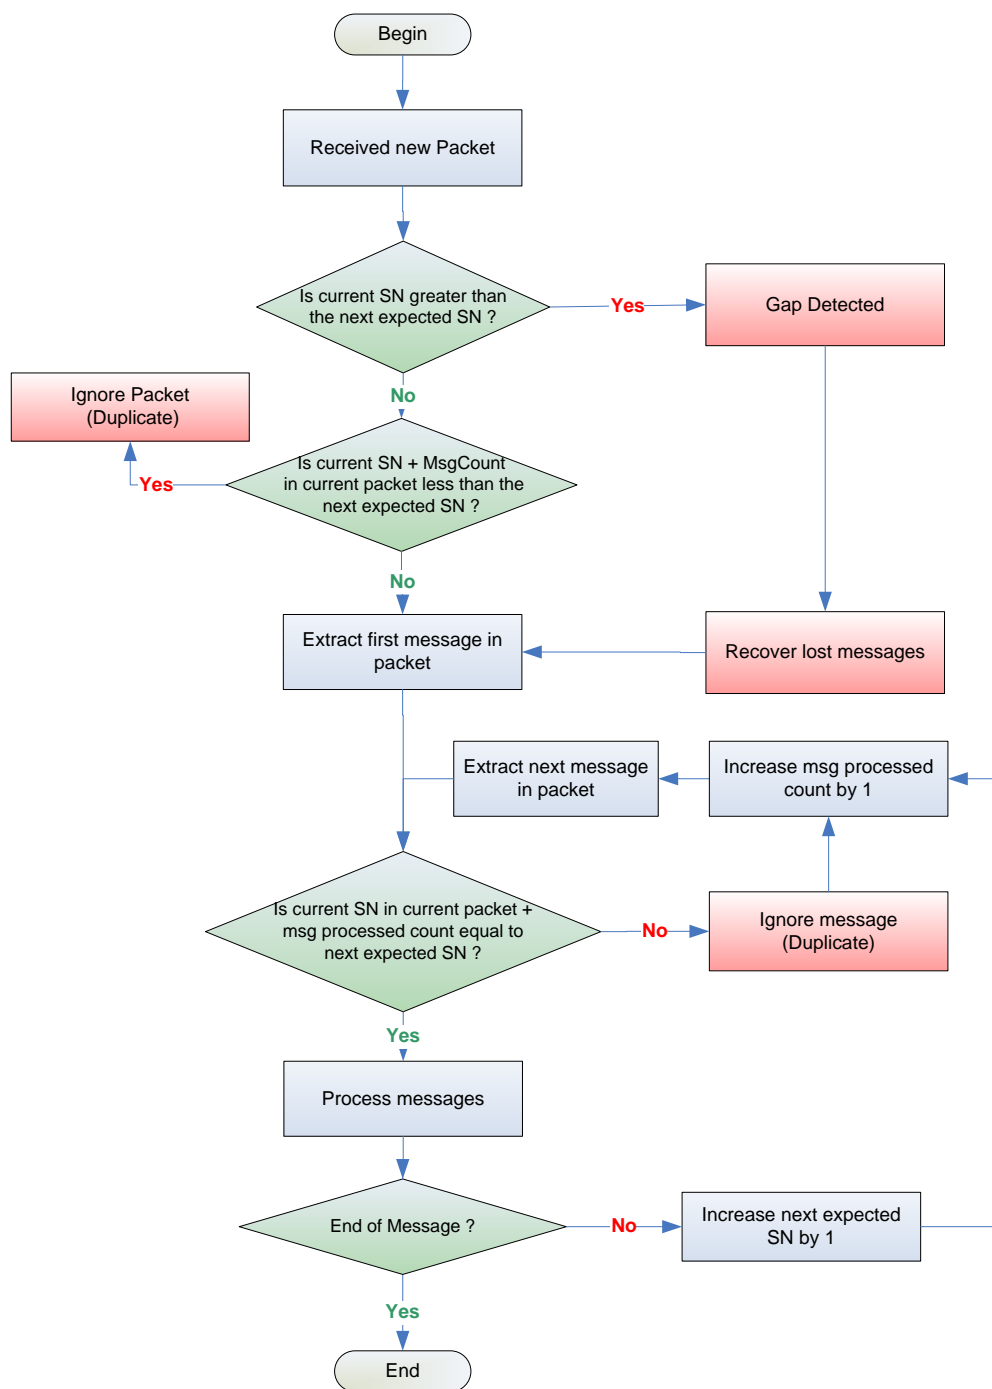 Begin
Received new Packet
Is current SN greater than
the next expected SN ?
Yes
Gap Detected
No
Ignore Packet
(Duplicate)
Is current SN + MsgCount
in current packet less than the
next expected SN ?
Yes
No
Extract first message in
packet
Recover lost messages
Extract next message
in packet
Increase msg processed
count by 1
Is current SN in current packet +
msg processed count equal to
next expected SN ?
No
Ignore message
(Duplicate)
Yes
Process messages
End of Message ?
No
Increase next expected
SN by 1
Yes
End